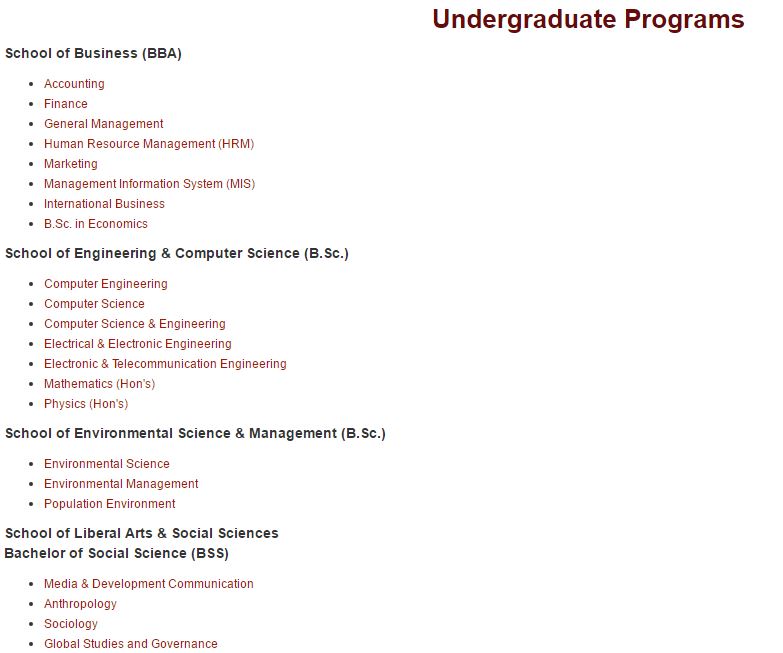 Undergraduate Programs
School of Business (BBA)
Accounting
Finance
General Management
Human Resource Management (HRM)
Marketing
Management Information System (MIS)
International Business
B.Sc. in Economics
School of Engineering & Computer Science (B.Sc.)
Computer Engineering
Computer Science
Computer Science & Engineering
Electrical & Electronic Engineering
Electronic & Telecommunication Engineering
Mathematics (Hon's)
Physics (Hon's)
School of Environmental Science & Management (B.Sc.)
Environmental Science
Environmental Management
Population Environment
School of Liberal Arts & Social Sciences
Bachelor of Social Science (BSS)
Media & Development Communication
Anthropology
Sociology
Global Studies and Governance